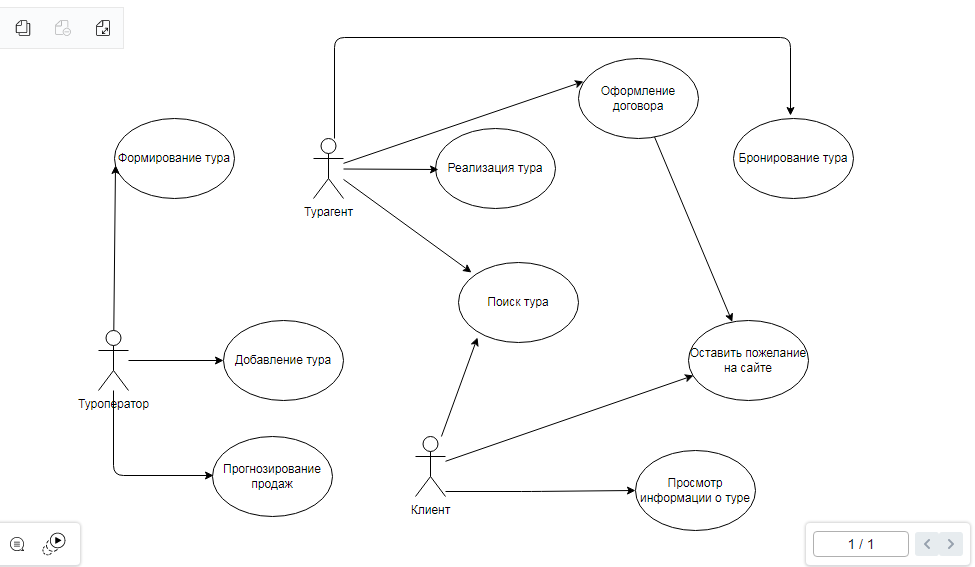 Оформление
договора
Формирование тура
Реализация тура
Бронирование тура
Турагент
Поиск тура
Добавление тура
Оставить пожелание
на сайте
Туроператор
Прогнозирование
продаж
Просмотр
информации о туре
Клиент
1 / 1